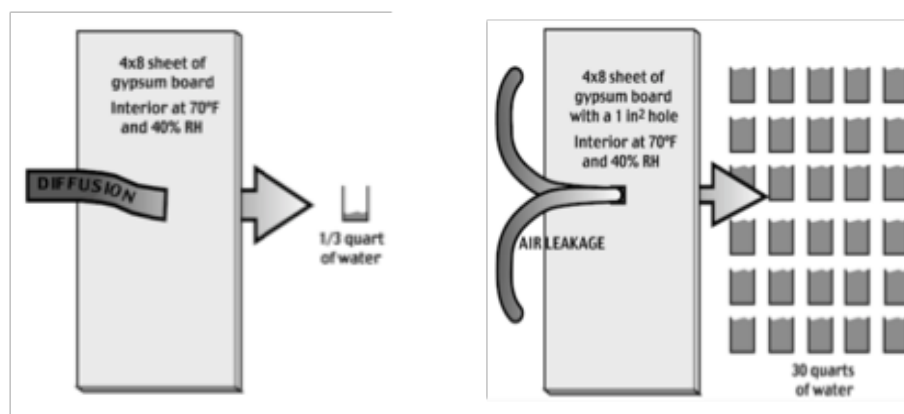 4x8 sheet of
gypsum board
Interior at 70°F
and 40% RH
DIFFUSION
1/3 quart
of water
4x8 sheet of
gypsum board
with a 1 in² hole
Interior at 70°F
and 40% RH
AIR LEAKAGE
30 quarts
of water